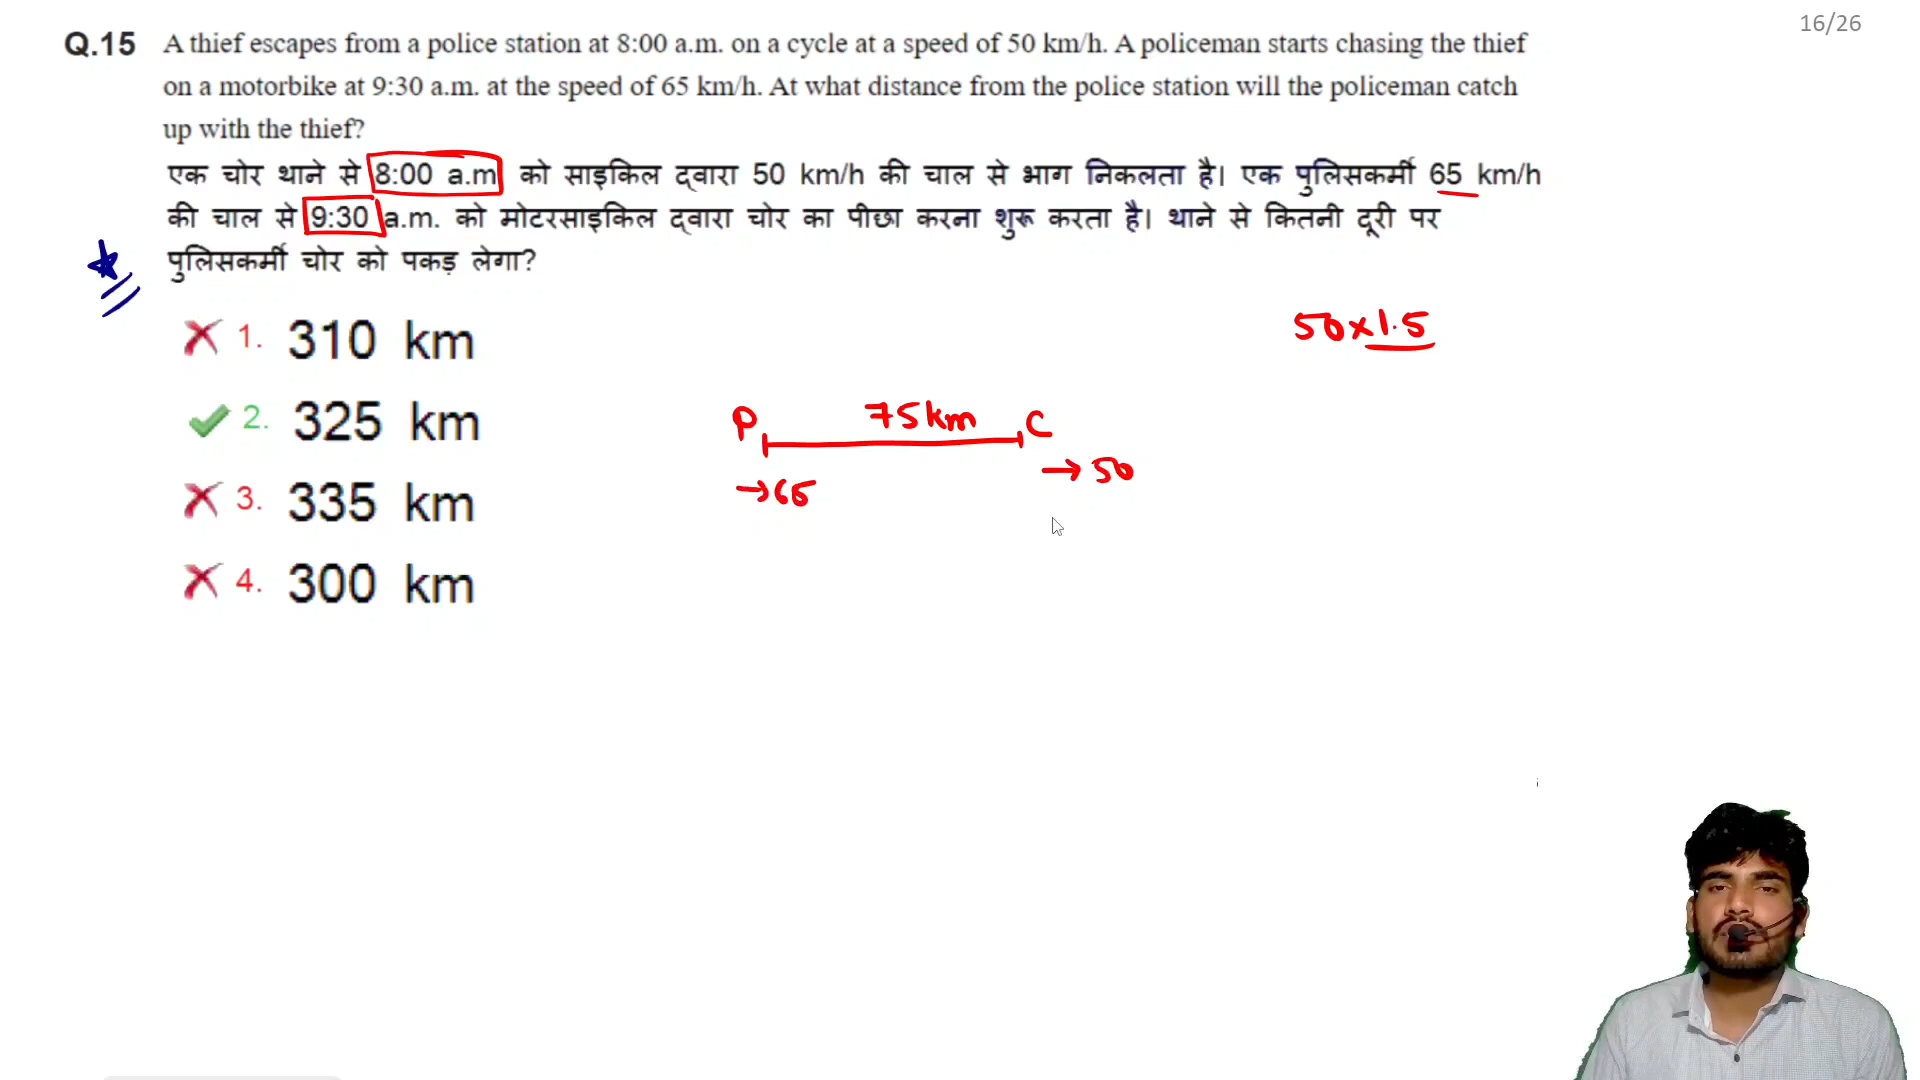 16/26
Q.15 A thief escapes from a police station at 8:00 a.m. on a cycle at a speed of 50 km/h. A policeman starts chasing the thief
on a motorbike at 9:30 a.m. at the speed of 65 km/h. At what distance from the police station will the policeman catch
up with the thief?
एक चोर थाने से 8:00 a.m को साइकिल द्वारा 50 km/h की चाल से भाग निकलता है। एक पुलिसकर्मी 65 km/h
की चाल से 9:30 a.m. को मोटरसाइकिल द्वारा चोर का पीछा करना शुरू करता है। थाने से कितनी दूरी पर
पुलिसकर्मी चोर को पकड़ लेगा?
50×1.5
1. 310 km
2. 325 km
P 75km C
→50
→65
3. 335 km
4. 300 km